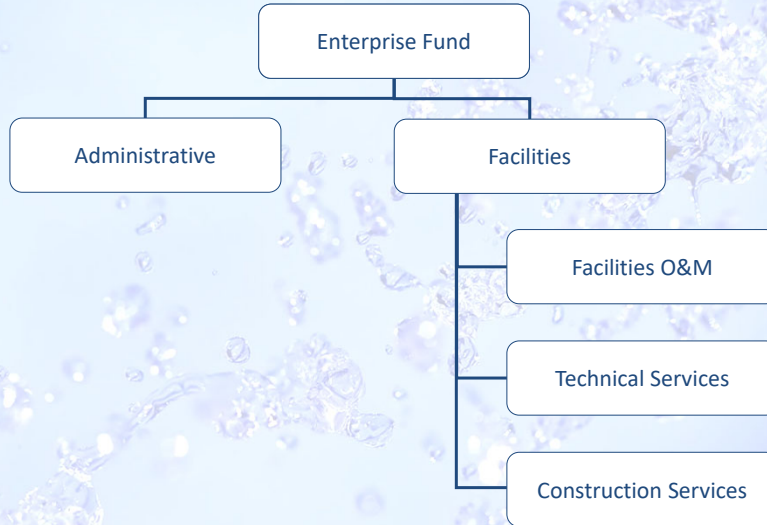 Enterprise Fund
Administrative
Facilities
Facilities O&M
Technical Services
Construction Services